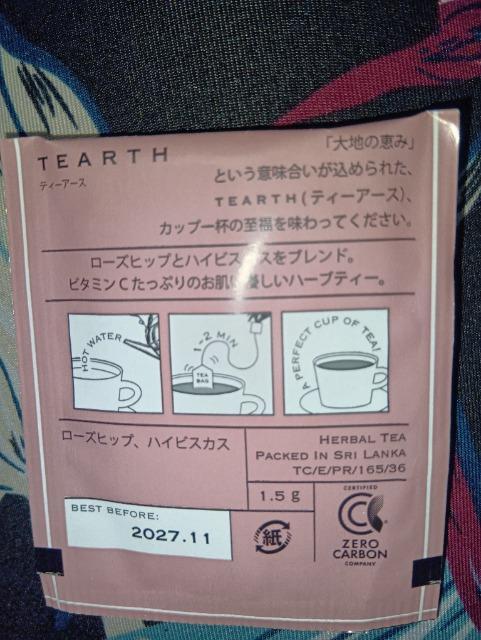 TEARTH
ティーアース
「大地の恵み」
という意味合いが込められた、
TEARTH(ティーアース)、
カップ一杯の至福を味わってください。
ローズヒップとハイビスカスをブレンド。
ビタミンCたっぷりのお肌に優しいハーブティー。
HOT WATER
1-2 MIN
TEA
BAG
A PERFECT CUP OF TEA!
ローズヒップ、ハイビスカス
HERBAL TEA
PACKED IN SRI LANKA
TC/E/PR/165/36
1.5 g
BEST BEFORE:
2027.11
紙
CERTIFIED
ZERO
CARBON
COMPANY